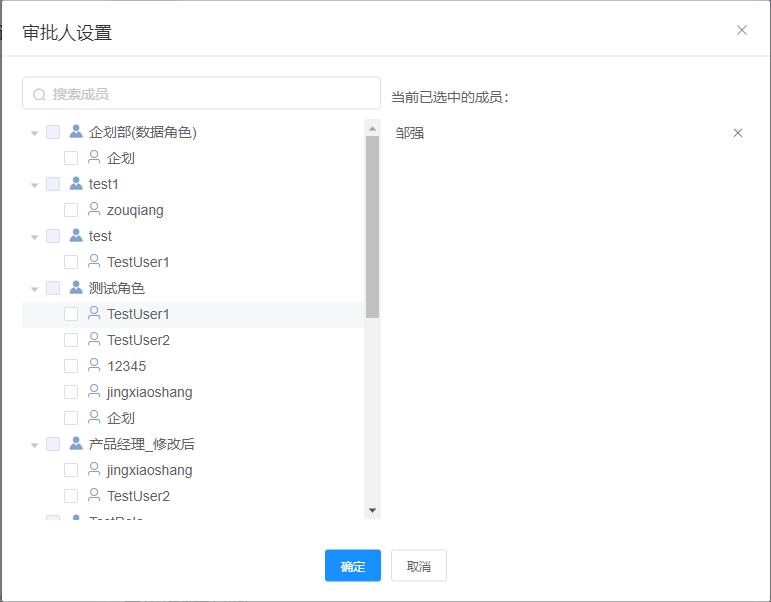 审批人设置
搜索成员
企划部(数据角色)
企划
test1
zouqiang
test
TestUser1
测试角色
TestUser1
TestUser2
12345
jingxiaoshang
企划
产品经理_修改后
jingxiaoshang
TestUser2
TestRole
当前已选中的成员：
邹强
确定
取消